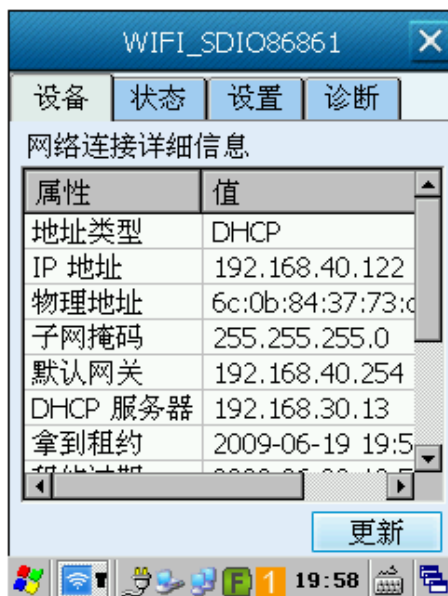 WIFI_SDIO86861
设备 状态 设置 诊断
网络连接详细信息
属性 值
地址类型 DHCP
IP 地址 192.168.40.122
物理地址 6c:0b:84:37:73:
子网掩码 255.255.255.0
默认网关 192.168.40.254
DHCP 服务器 192.168.30.13
拿到租约 2009-06-19 19:5
更新
F 1 19:58